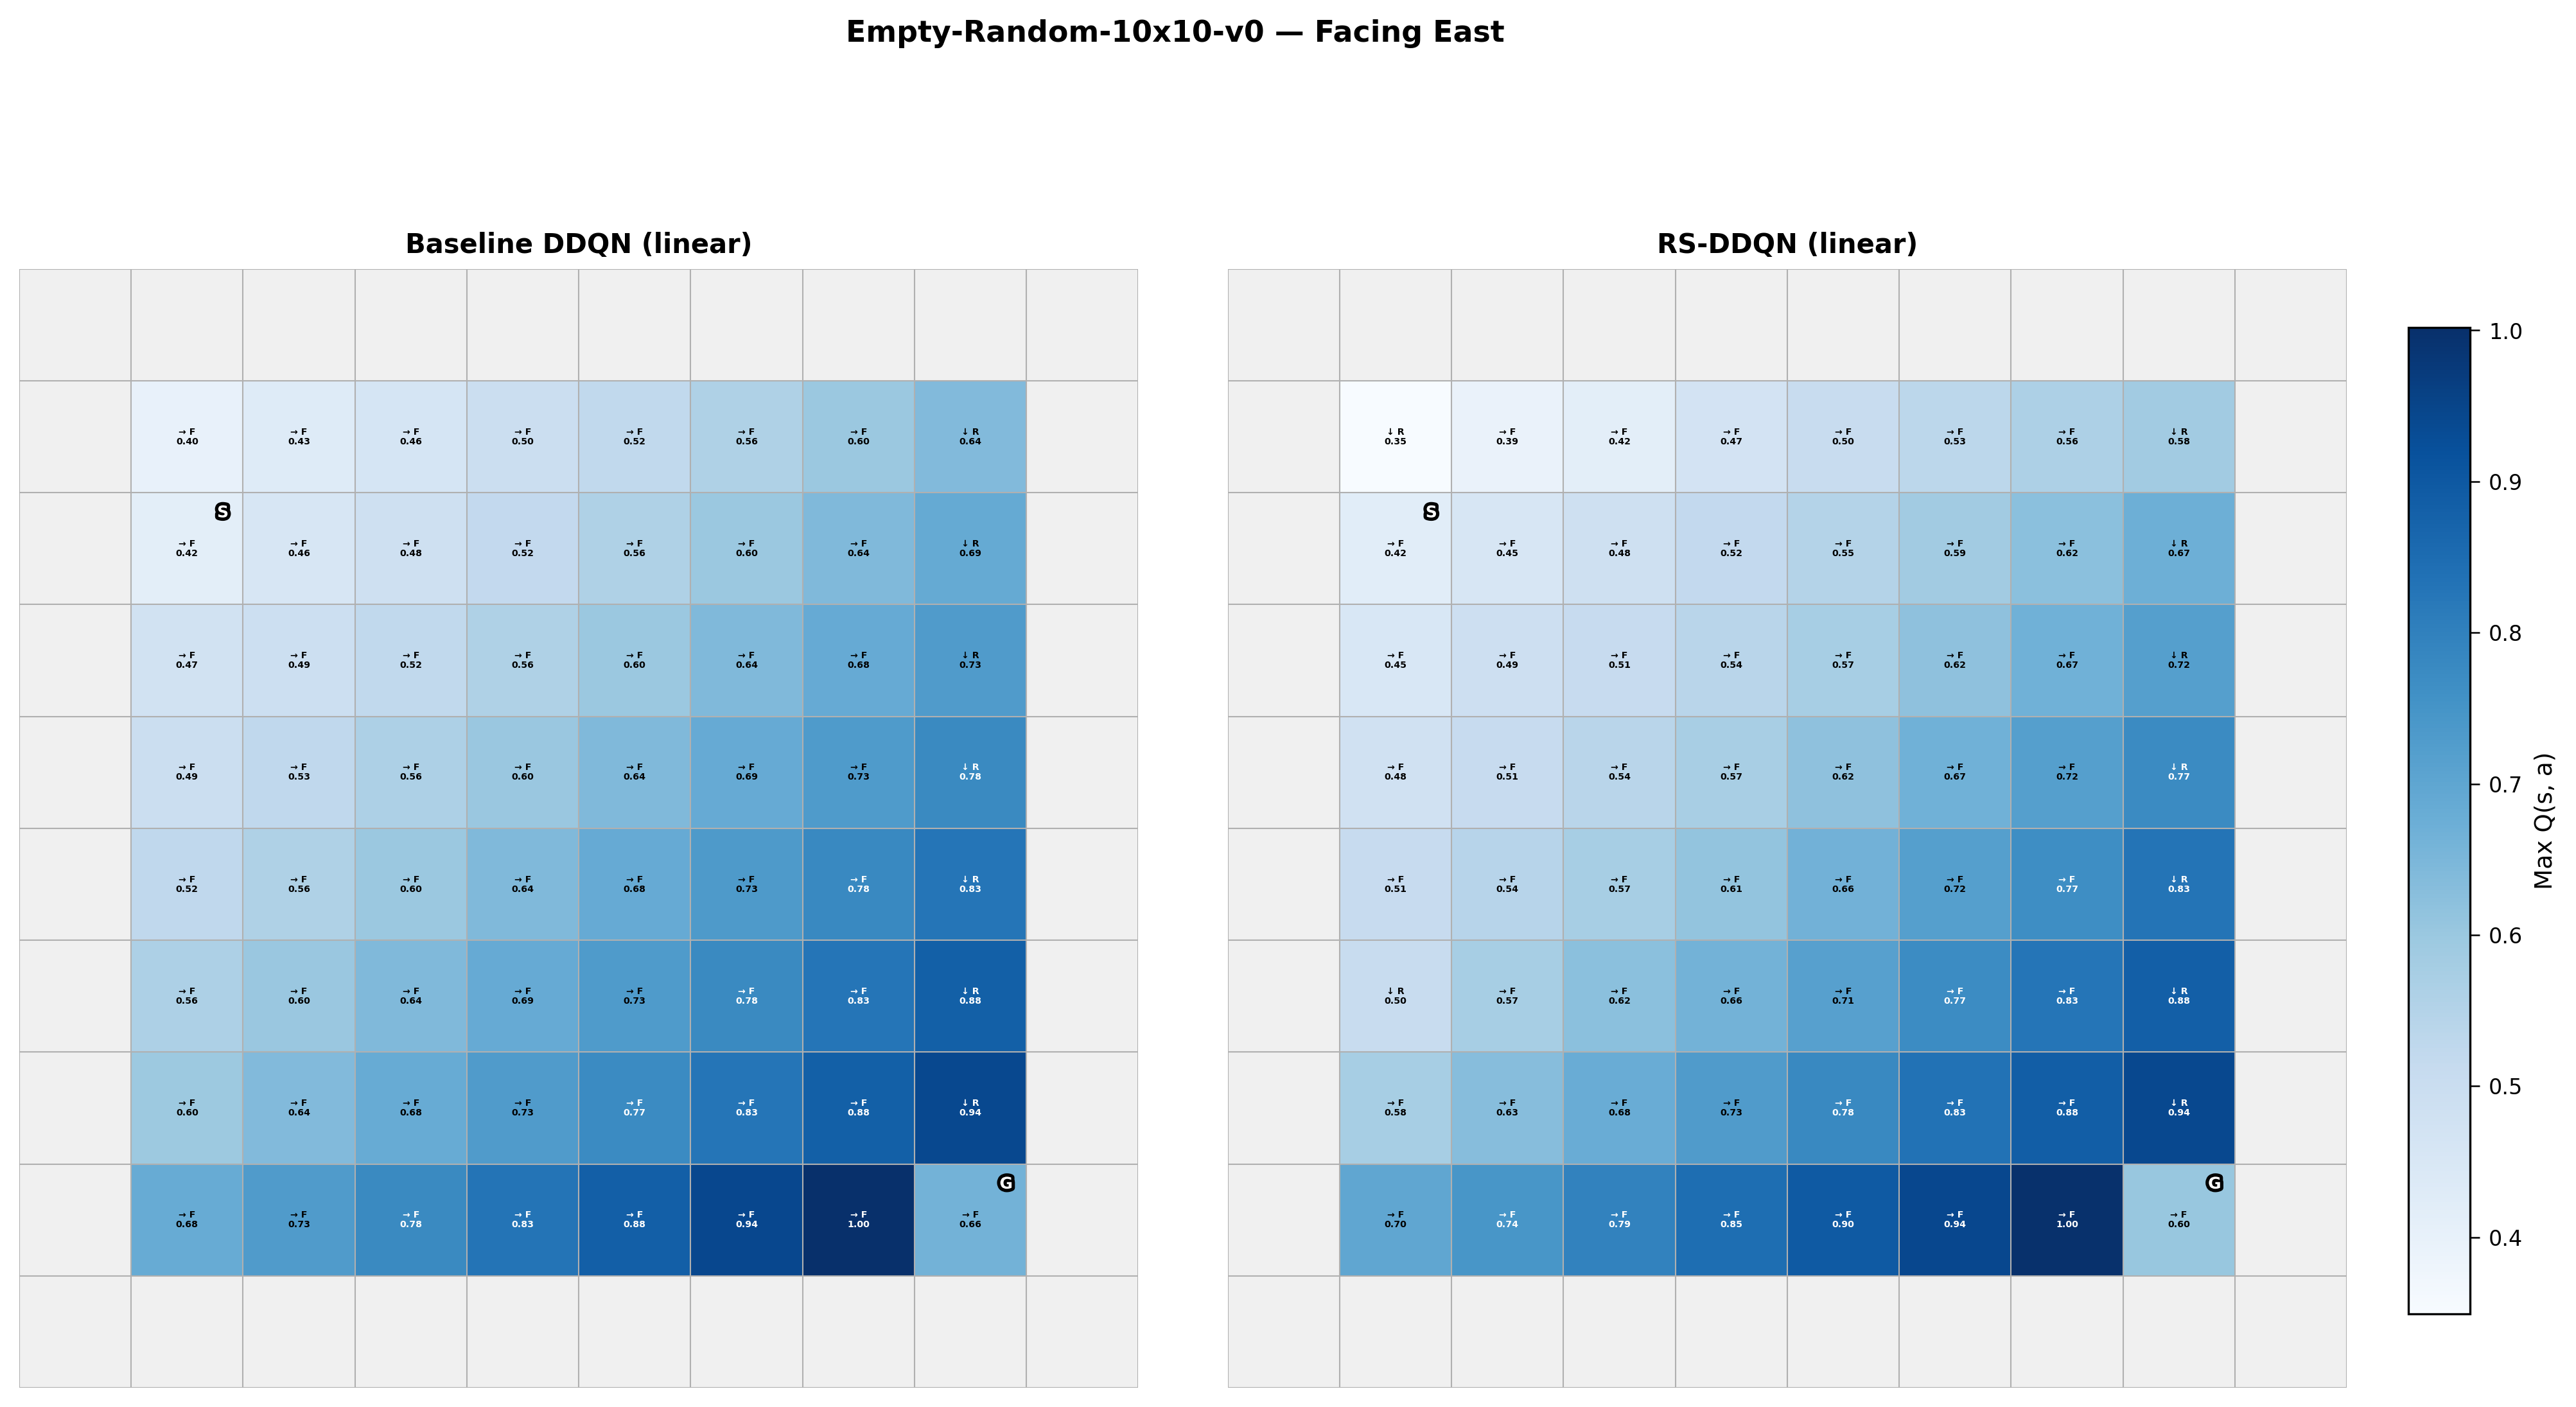 Empty-Random-10x10-v0 — Facing East
Baseline DDQN (linear)
→ F → F → F → F → F → F → F ↓ R
0.40 0.43 0.46 0.50 0.52 0.56 0.60 0.64
S
→ F → F → F → F → F → F → F ↓ R
0.42 0.46 0.48 0.52 0.56 0.60 0.64 0.69
→ F → F → F → F → F → F → F ↓ R
0.47 0.49 0.52 0.56 0.60 0.64 0.68 0.73
→ F → F → F → F → F → F → F ↓ R
0.49 0.53 0.56 0.60 0.64 0.69 0.73 0.78
→ F → F → F → F → F → F → F ↓ R
0.52 0.56 0.60 0.64 0.68 0.73 0.78 0.83
→ F → F → F → F → F → F → F ↓ R
0.56 0.60 0.64 0.69 0.73 0.78 0.83 0.88
→ F → F → F → F → F → F → F ↓ R
0.60 0.64 0.68 0.73 0.77 0.83 0.88 0.94
G
→ F → F → F → F → F → F → F → F
0.68 0.73 0.78 0.83 0.88 0.94 1.00 0.66
RS-DDQN (linear)
↓ R → F → F → F → F → F → F ↓ R
0.35 0.39 0.42 0.47 0.50 0.53 0.56 0.58
S
→ F → F → F → F → F → F → F ↓ R
0.42 0.45 0.48 0.52 0.55 0.59 0.62 0.67
→ F → F → F → F → F → F → F ↓ R
0.45 0.49 0.51 0.54 0.57 0.62 0.67 0.72
→ F → F → F → F → F → F → F ↓ R
0.48 0.51 0.54 0.57 0.62 0.67 0.72 0.77
→ F → F → F → F → F → F → F ↓ R
0.51 0.54 0.57 0.61 0.66 0.72 0.77 0.83
↓ R → F → F → F → F → F → F ↓ R
0.50 0.57 0.62 0.66 0.71 0.77 0.83 0.88
→ F → F → F → F → F → F → F ↓ R
0.58 0.63 0.68 0.73 0.78 0.83 0.88 0.94
G
→ F → F → F → F → F → F → F → F
0.70 0.74 0.79 0.85 0.90 0.94 1.00 0.60
1.0
0.9
0.8
0.7
0.6
0.5
0.4
Max Q(s, a)